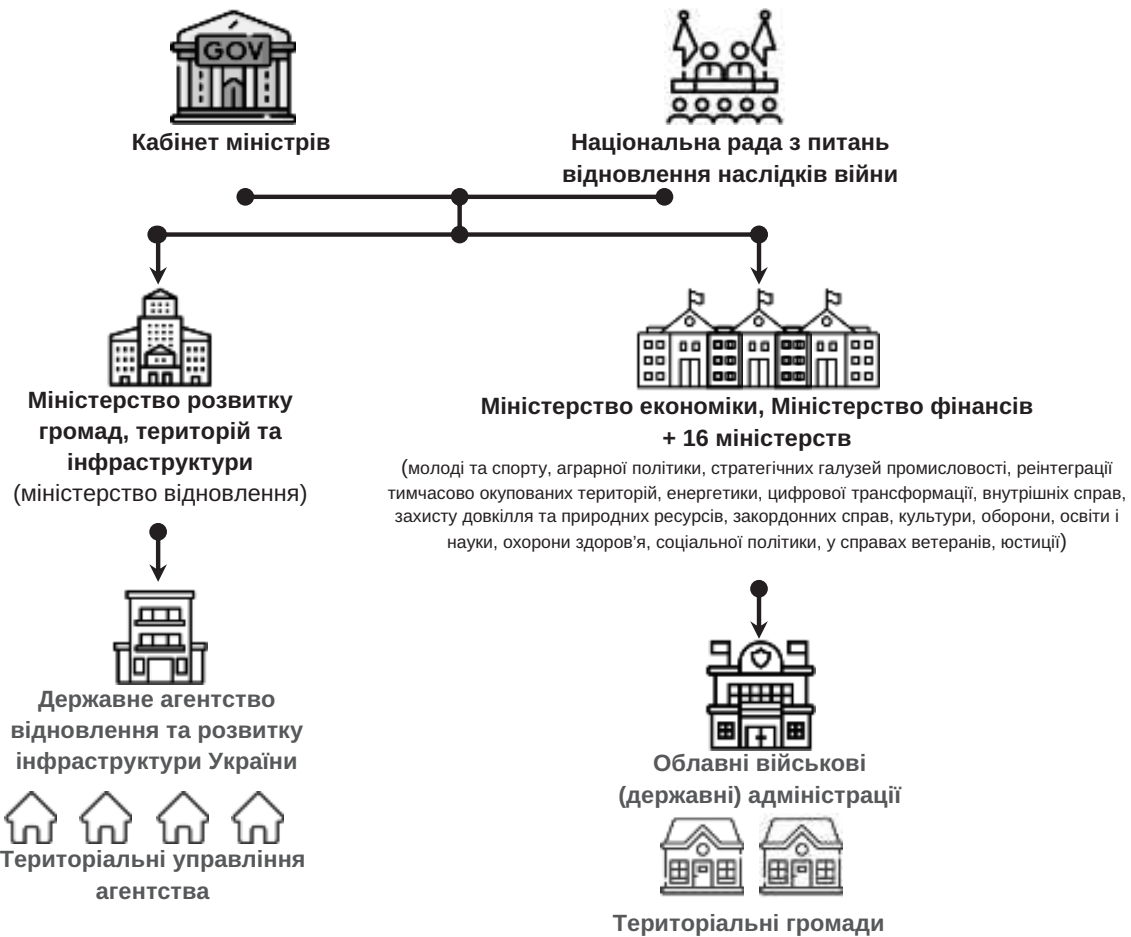 GOV
Кабінет міністрів
Національна рада з питань
відновлення наслідків війни
Міністерство розвитку
громад, територій та
інфраструктури
(міністерство відновлення)
Міністерство економіки, Міністерство фінансів
+ 16 міністерств
(молоді та спорту, аграрної політики, стратегічних галузей промисловості, реінтеграції
тимчасово окупованих територій, енергетики, цифрової трансформації, внутрішніх справ,
захисту довкілля та природних ресурсів, закордонних справ, культури, оборони, освіти і
науки, охорони здоров’я, соціальної політики, у справах ветеранів, юстиції)
Державне агентство
відновлення та розвитку
інфраструктури України
Територіальні управління
агентства
Облавні військові
(державні) адміністрації
Територіальні громади